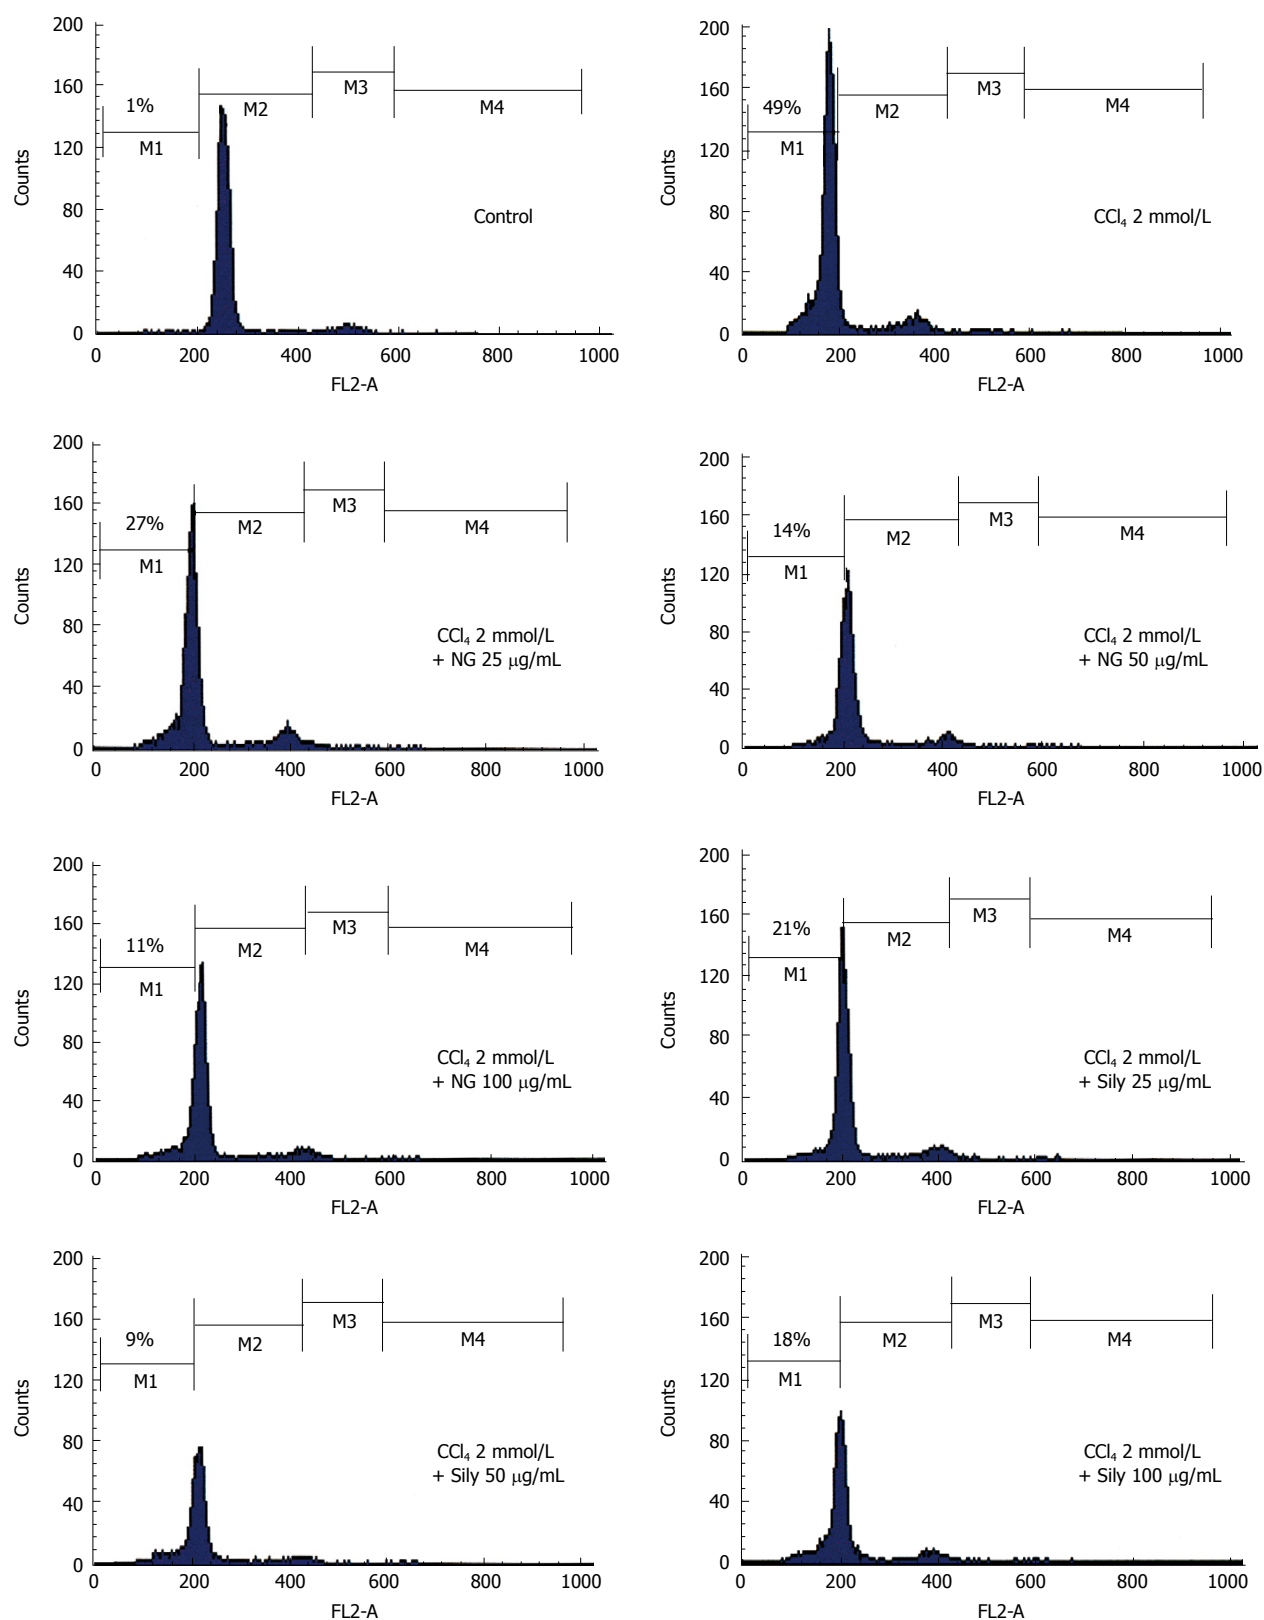 200
160
120
80
40
0
Counts
1%
M1
M2
M3
M4
Control
0 200 400 600 800 1000
FL2-A
200
160
120
80
40
0
Counts
49%
M1
M2
M3
M4
CCl₄ 2 mmol/L
0 200 400 600 800 1000
FL2-A
200
160
120
80
40
0
Counts
27%
M1
M2
M3
M4
CCl₄ 2 mmol/L
+ NG 25 μg/mL
0 200 400 600 800 1000
FL2-A
200
160
120
80
40
0
Counts
14%
M1
M2
M3
M4
CCl₄ 2 mmol/L
+ NG 50 μg/mL
0 200 400 600 800 1000
FL2-A
200
160
120
80
40
0
Counts
11%
M1
M2
M3
M4
CCl₄ 2 mmol/L
+ NG 100 μg/mL
0 200 400 600 800 1000
FL2-A
200
160
120
80
40
0
Counts
21%
M1
M2
M3
M4
CCl₄ 2 mmol/L
+ Sily 25 μg/mL
0 200 400 600 800 1000
FL2-A
200
160
120
80
40
0
Counts
9%
M1
M2
M3
M4
CCl₄ 2 mmol/L
+ Sily 50 μg/mL
0 200 400 600 800 1000
FL2-A
200
160
120
80
40
0
Counts
18%
M1
M2
M3
M4
CCl₄ 2 mmol/L
+ Sily 100 μg/mL
0 200 400 600 800 1000
FL2-A